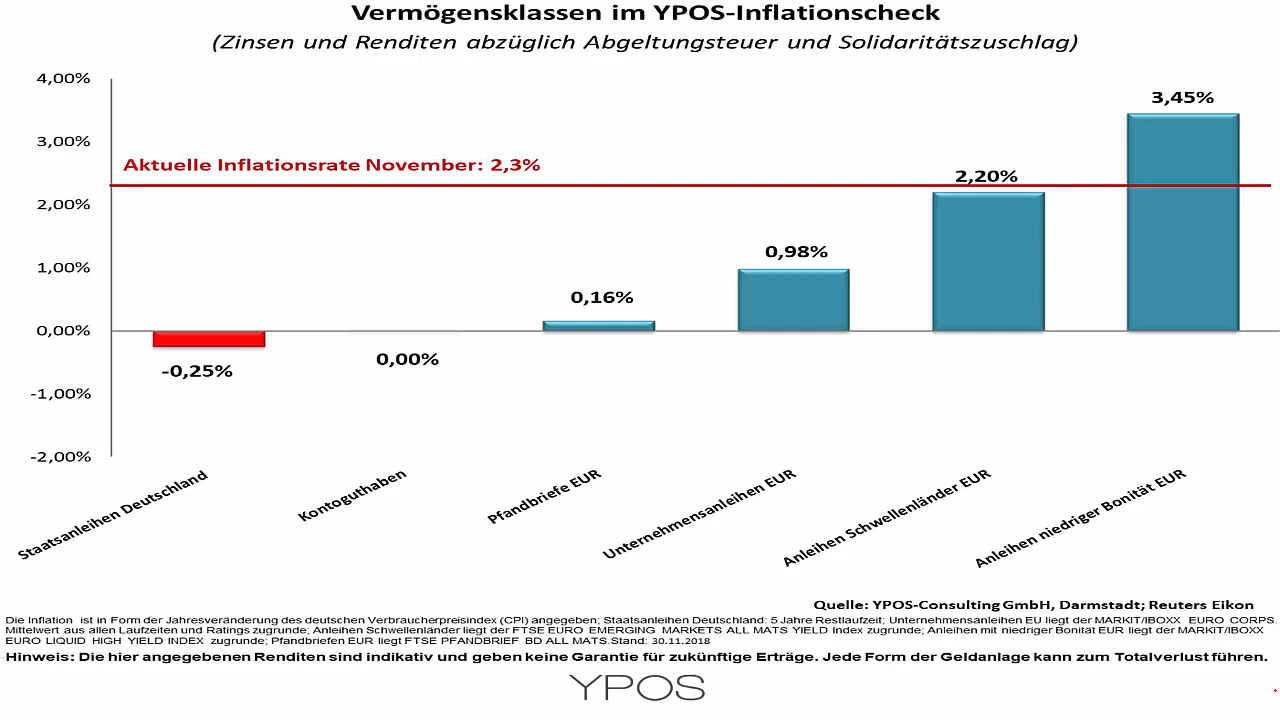 Vermögensklassen im YPOS-Inflationscheck
(Zinsen und Renditen abzüglich Abgeltungsteuer und Solidaritätszuschlag)
4,00%
3,00%
2,00%
1,00%
0,00%
-1,00%
-2,00%
Aktuelle Inflationsrate November: 2,3%
-0,25%
0,00%
0,16%
0,98%
2,20%
3,45%
Staatsanleihen Deutschland
Kontoguthaben
Pfandbriefe EUR
Unternehmensanleihen EUR
Anleihen Schwellenländer EUR
Anleihen niedriger Bonität EUR
Quelle: YPOS-Consulting GmbH, Darmstadt; Reuters Eikon
Die Inflation ist in Form der Jahresveränderung des deutschen Verbraucherpreisindex (CPI) angegeben; Staatsanleihen Deutschland: 5 Jahre Restlaufzeit; Unternehmensanleihen EU liegt der MARKIT/IBOXX EURO CORPS.
Mittelwert aus allen Laufzeiten und Ratings zugrunde; Anleihen Schwellenländer liegt der FTSE EURO EMERGING MARKETS ALL MATS YIELD Index zugrunde; Anleihen mit niedriger Bonität EUR liegt der MARKIT/IBOXX
EURO LIQUID HIGH YIELD INDEX zugrunde; Pfandbriefen EUR liegt FTSE PFANDBRIEF BD ALL MATS.Stand: 30.11.2018
Hinweis: Die hier angegebenen Renditen sind indikativ und geben keine Garantie für zukünftige Erträge. Jede Form der Geldanlage kann zum Totalverlust führen.
YPOS